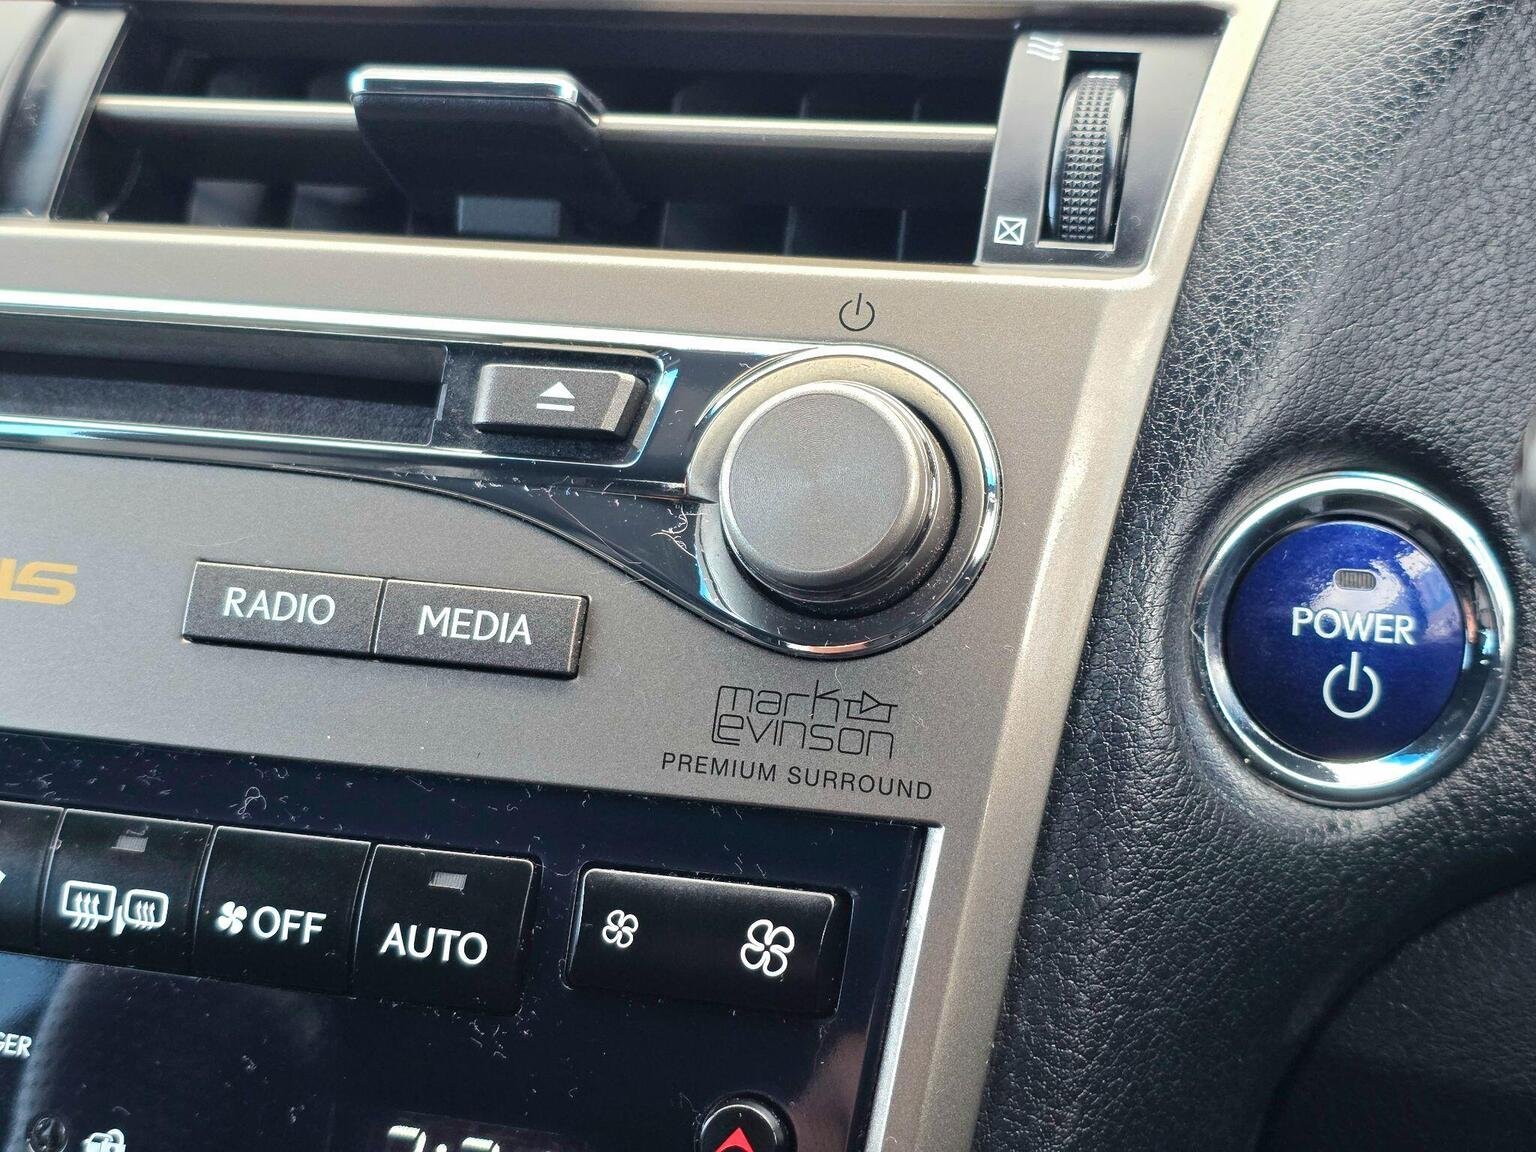 RADIO
MEDIA
mark
Levinson
PREMIUM SURROUND
POWER
OFF
AUTO